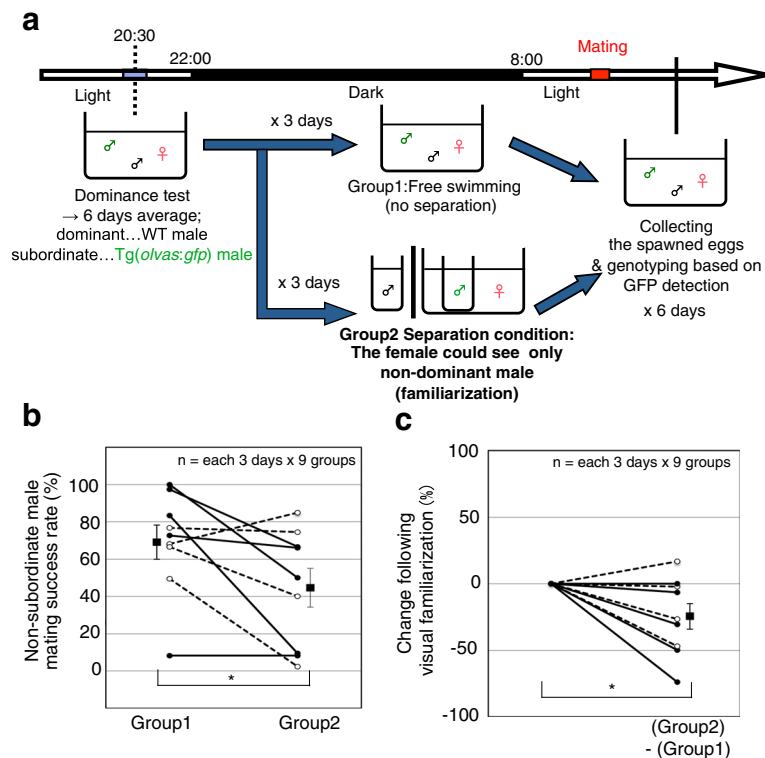 a
20:30
22:00
8:00
Mating
Light
Dark
Light
x 3 days
♂ ♂ ♀
♂ ♂ ♀
♂ ♂ ♀
Dominance test
→ 6 days average;
dominant…WT male
subordinate…Tg(olvas:gfp) male
Group1:Free swimming
(no separation)
x 3 days
♂ ♂ ♀
Group2 Separation condition:
The female could see only
non-dominant male
(familiarization)
Collecting
the spawned eggs
& genotyping based on
GFP detection
x 6 days
b
Non-subordinate male
mating success rate (%)
n = each 3 days x 9 groups
100
80
60
40
20
0
*
Group1
Group2
c
Change following
visual familiarization (%)
n = each 3 days x 9 groups
100
50
0
-50
-100
*
(Group2)
- (Group1)